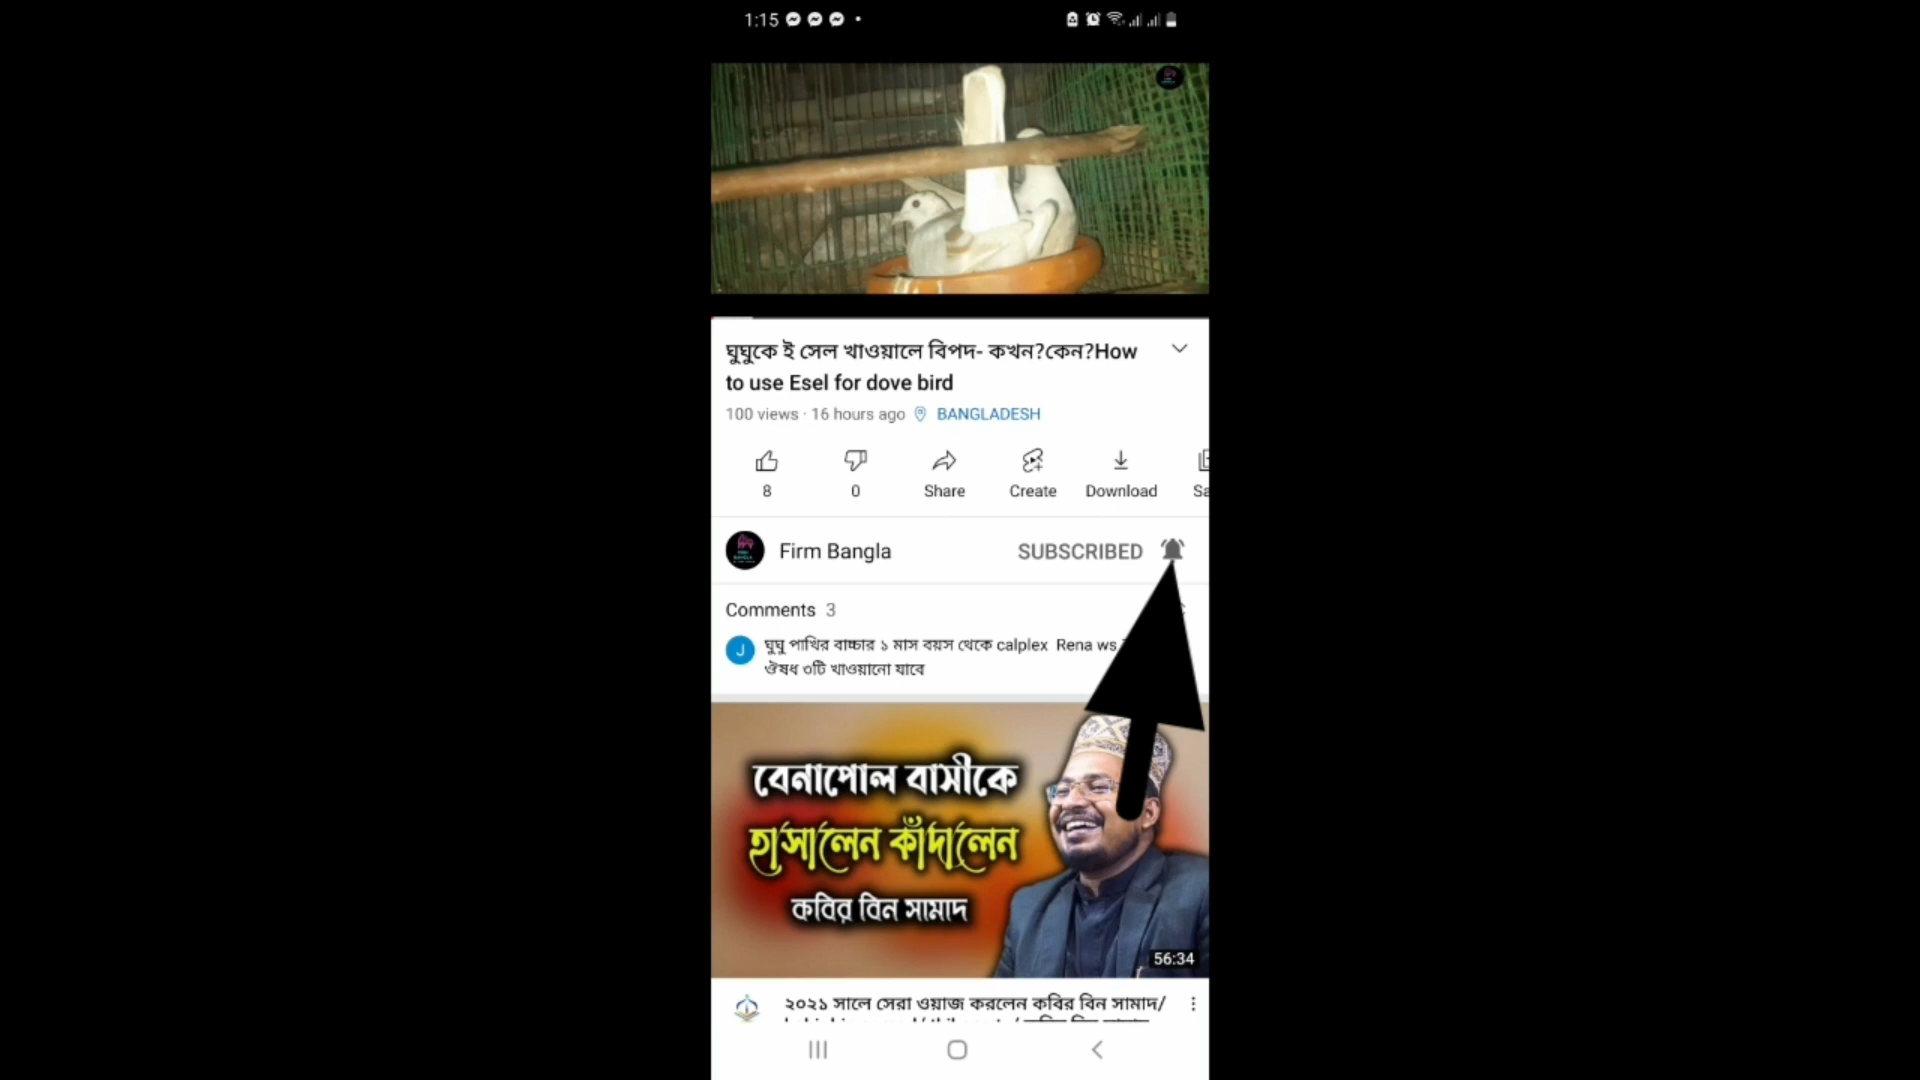 1:15
ঘুঘুকে ই সেল খাওয়ালে বিপদ- কখন?কেন?How
to use Esel for dove bird
100 views · 16 hours ago BANGLADESH
8 0 Share Create Download Sa
Firm Bangla SUBSCRIBED
Comments 3
J
ঘুঘু পাখির বাচ্চার ১ মাস বয়স থেকে calplex Rena ws
ঔষধ ৩টি খাওয়ানো যাবে
বেনাপোল বাসীকে
হাসালেন কাঁদালেন
কবির বিন সামাদ
56:34
২০২১ সালে সেরা ওয়াজ করলেন কবির বিন সামাদ/